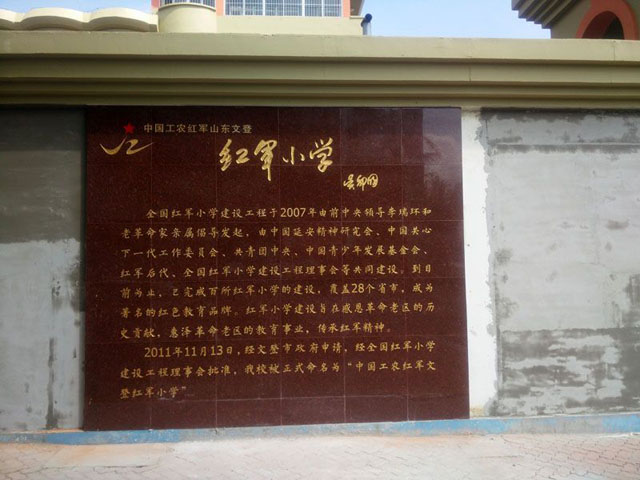 中国工农红军山东文登
红军小学
全国红军小学建设工程于2007年由前中央领导李瑞环和
老革命家亲属倡导发起，由中国延安精神研究会、中国关心
下一代工作委员会、共青团中央、中国青少年发展基金会、
红军后代、全国红军小学建设工程理事会等共同建设。到目
前为止，已完成百所红军小学的建设，覆盖28个省市，成为
著名的红色教育品牌。红军小学建设旨在感恩革命老区的历
史贡献，惠泽革命老区的教育事业，传承红军精神。
2011年11月13日，经文登市政府申请，经全国红军小学
建设工程理事会批准，我校被正式命名为“中国工农红军文
登红军小学”